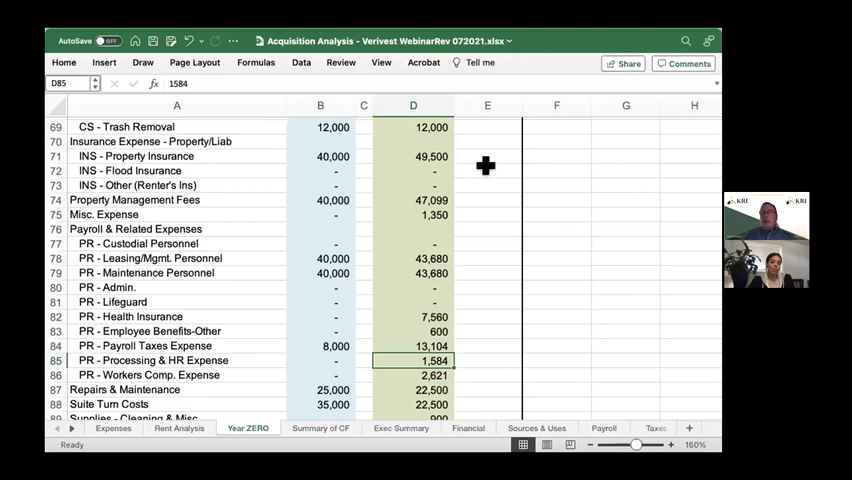 AutoSave OFF Acquisition Analysis - Verivest WebinarRev 072021.xlsx
Home Insert Draw Page Layout Formulas Data Review View Acrobat Tell me Share Comments
D85 fx 1584
A B C D E F G H
69 CS - Trash Removal 12,000 12,000
70 Insurance Expense - Property/Liab
71 INS - Property Insurance 40,000 49,500
72 INS - Flood Insurance - -
73 INS - Other (Renter's Ins) - -
74 Property Management Fees 40,000 47,099
75 Misc. Expense - 1,350
76 Payroll & Related Expenses
77 PR - Custodial Personnel - -
78 PR - Leasing/Mgmt. Personnel 40,000 43,680
79 PR - Maintenance Personnel 40,000 43,680
80 PR - Admin. - -
81 PR - Lifeguard - -
82 PR - Health Insurance - 7,560
83 PR - Employee Benefits-Other - 600
84 PR - Payroll Taxes Expense 8,000 13,104
85 PR - Processing & HR Expense - 1,584
86 PR - Workers Comp. Expense - 2,621
87 Repairs & Maintenance 25,000 22,500
88 Suite Turn Costs 35,000 22,500
89 Supplies - Cleaning & Misc. - 900
Expenses Rent Analysis Year ZERO Summary of CF Exec Summary Financial Sources & Uses Payroll Taxes
Ready 150%
KRI KRI